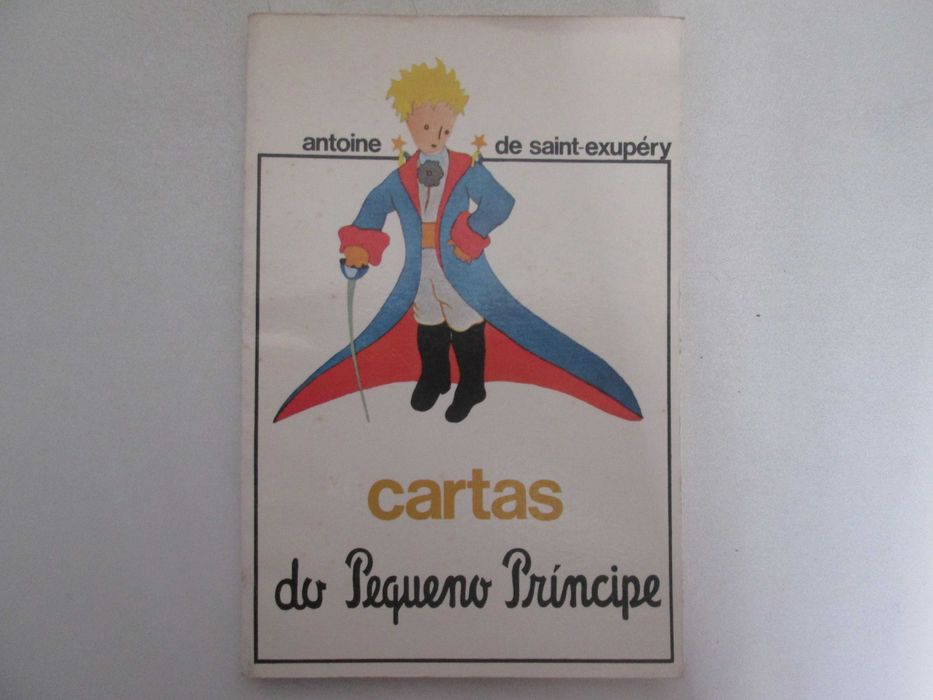 antoine de saint-exupéry
cartas
do Pequeno Príncipe